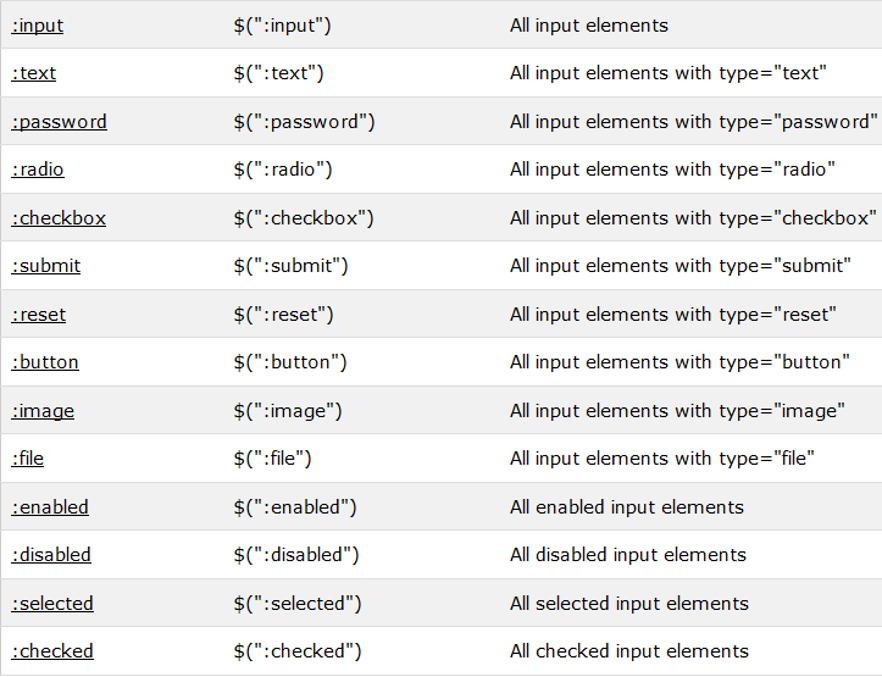 :input $(":input") All input elements
:text $(":text") All input elements with type="text"
:password $(":password") All input elements with type="password"
:radio $(":radio") All input elements with type="radio"
:checkbox $(":checkbox") All input elements with type="checkbox"
:submit $(":submit") All input elements with type="submit"
:reset $(":reset") All input elements with type="reset"
:button $(":button") All input elements with type="button"
:image $(":image") All input elements with type="image"
:file $(":file") All input elements with type="file"
:enabled $(":enabled") All enabled input elements
:disabled $(":disabled") All disabled input elements
:selected $(":selected") All selected input elements
:checked $(":checked") All checked input elements